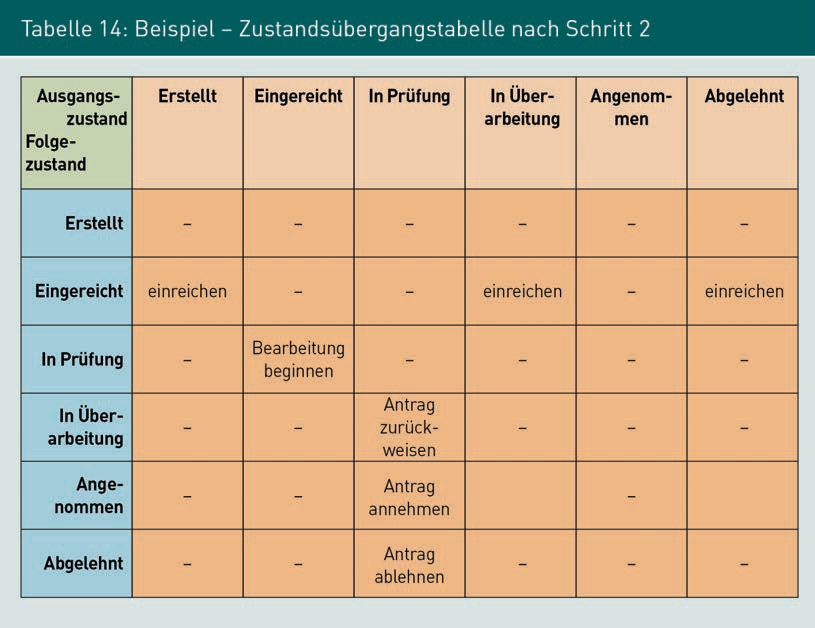 Tabelle 14: Beispiel – Zustandsübergangstabelle nach Schritt 2
Ausgangs-
zustand
Folge-
zustand
Erstellt
Eingereicht
In Prüfung
In Über-
arbeitung
Angenom-
men
Abgelehnt
Erstellt
–
–
–
–
–
–
Eingereicht
einreichen
–
–
einreichen
–
einreichen
In Prüfung
–
Bearbeitung
beginnen
–
–
–
–
In Über-
arbeitung
–
–
Antrag
zurück-
weisen
–
–
–
Ange-
nommen
–
–
Antrag
annehmen
–
Abgelehnt
–
–
Antrag
ablehnen
–
–
–